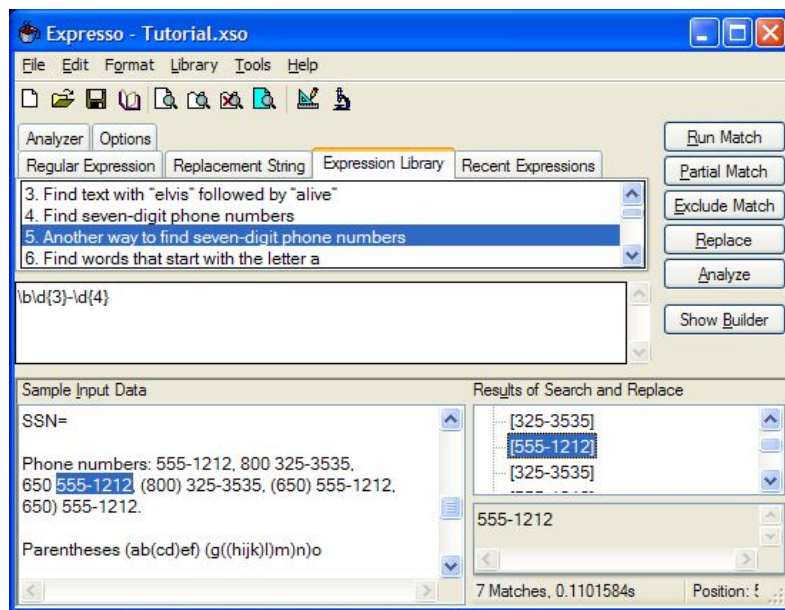 Expresso - Tutorial.xso
File Edit Format Library Tools Help
Analyzer Options
Regular Expression Replacement String Expression Library Recent Expressions
3. Find text with "elvis" followed by "alive"
4. Find seven-digit phone numbers
5. Another way to find seven-digit phone numbers
6. Find words that start with the letter a
Run Match
Partial Match
Exclude Match
Replace
Analyze
Show Builder
\b\d{3}-\d{4}
Sample Input Data
SSN=
Phone numbers: 555-1212, 800 325-3535,
650 555-1212, (800) 325-3535, (650) 555-1212,
650) 555-1212.
Parentheses (ab(cd)ef) (g((hijk)l)m)n)o
Results of Search and Replace
[325-3535]
[555-1212]
[325-3535]
555-1212
7 Matches, 0.1101584s Position: